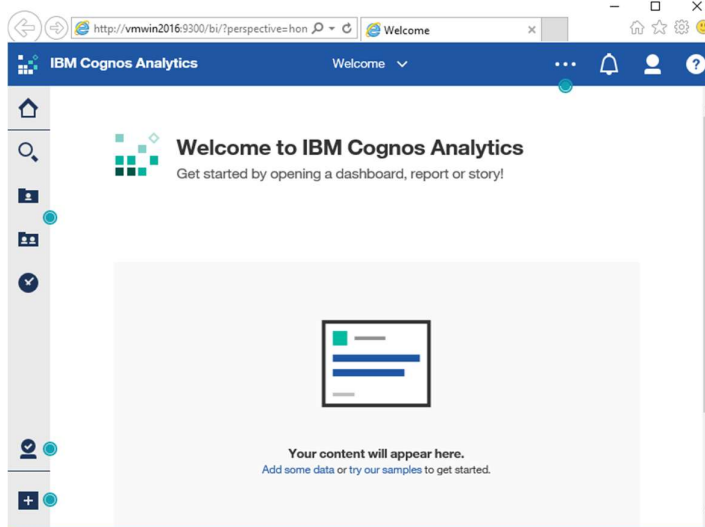 http://vmwin2016:9300/bi/?perspective=hon
Welcome
IBM Cognos Analytics
Welcome
?
Welcome to IBM Cognos Analytics
Get started by opening a dashboard, report or story!
Your content will appear here.
Add some data or try our samples to get started.